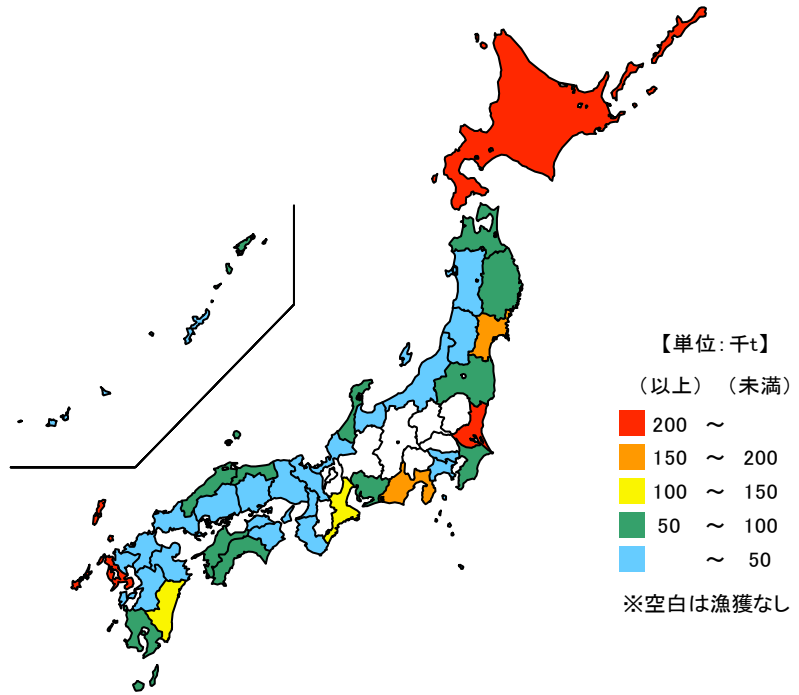 【単位：千t】
（以上）　（未満）
200　～
150　～　200
100　～　150
50　～　100
～　50
※空白は漁獲なし